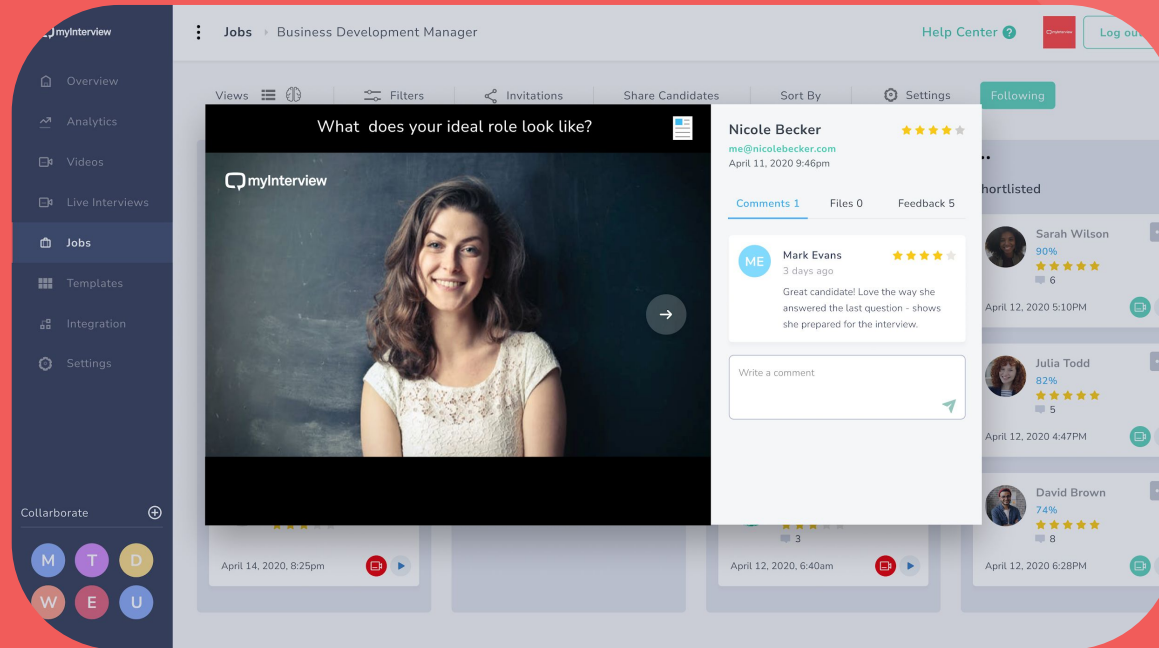 myInterview
Jobs › Business Development Manager
Help Center ?
Log out
Overview
Analytics
Videos
Live Interviews
Jobs
Templates
Integration
Settings
Collarborate
M T D
W E U
Views
Filters
Invitations
Share Candidates
Sort By
Settings
Following
What does your ideal role look like?
myInterview
Nicole Becker
me@nicolebecker.com
April 11, 2020 9:46pm
Comments 1
Files 0
Feedback 5
ME
Mark Evans
3 days ago
Great candidate! Love the way she
answered the last question - shows
she prepared for the interview.
Write a comment
hortlisted
Sarah Wilson
90%
6
April 12, 2020 5:10PM
Julia Todd
82%
5
April 12, 2020 4:47PM
David Brown
74%
8
April 12, 2020 6:28PM
April 14, 2020, 8:25pm
3
April 12, 2020, 6:40am